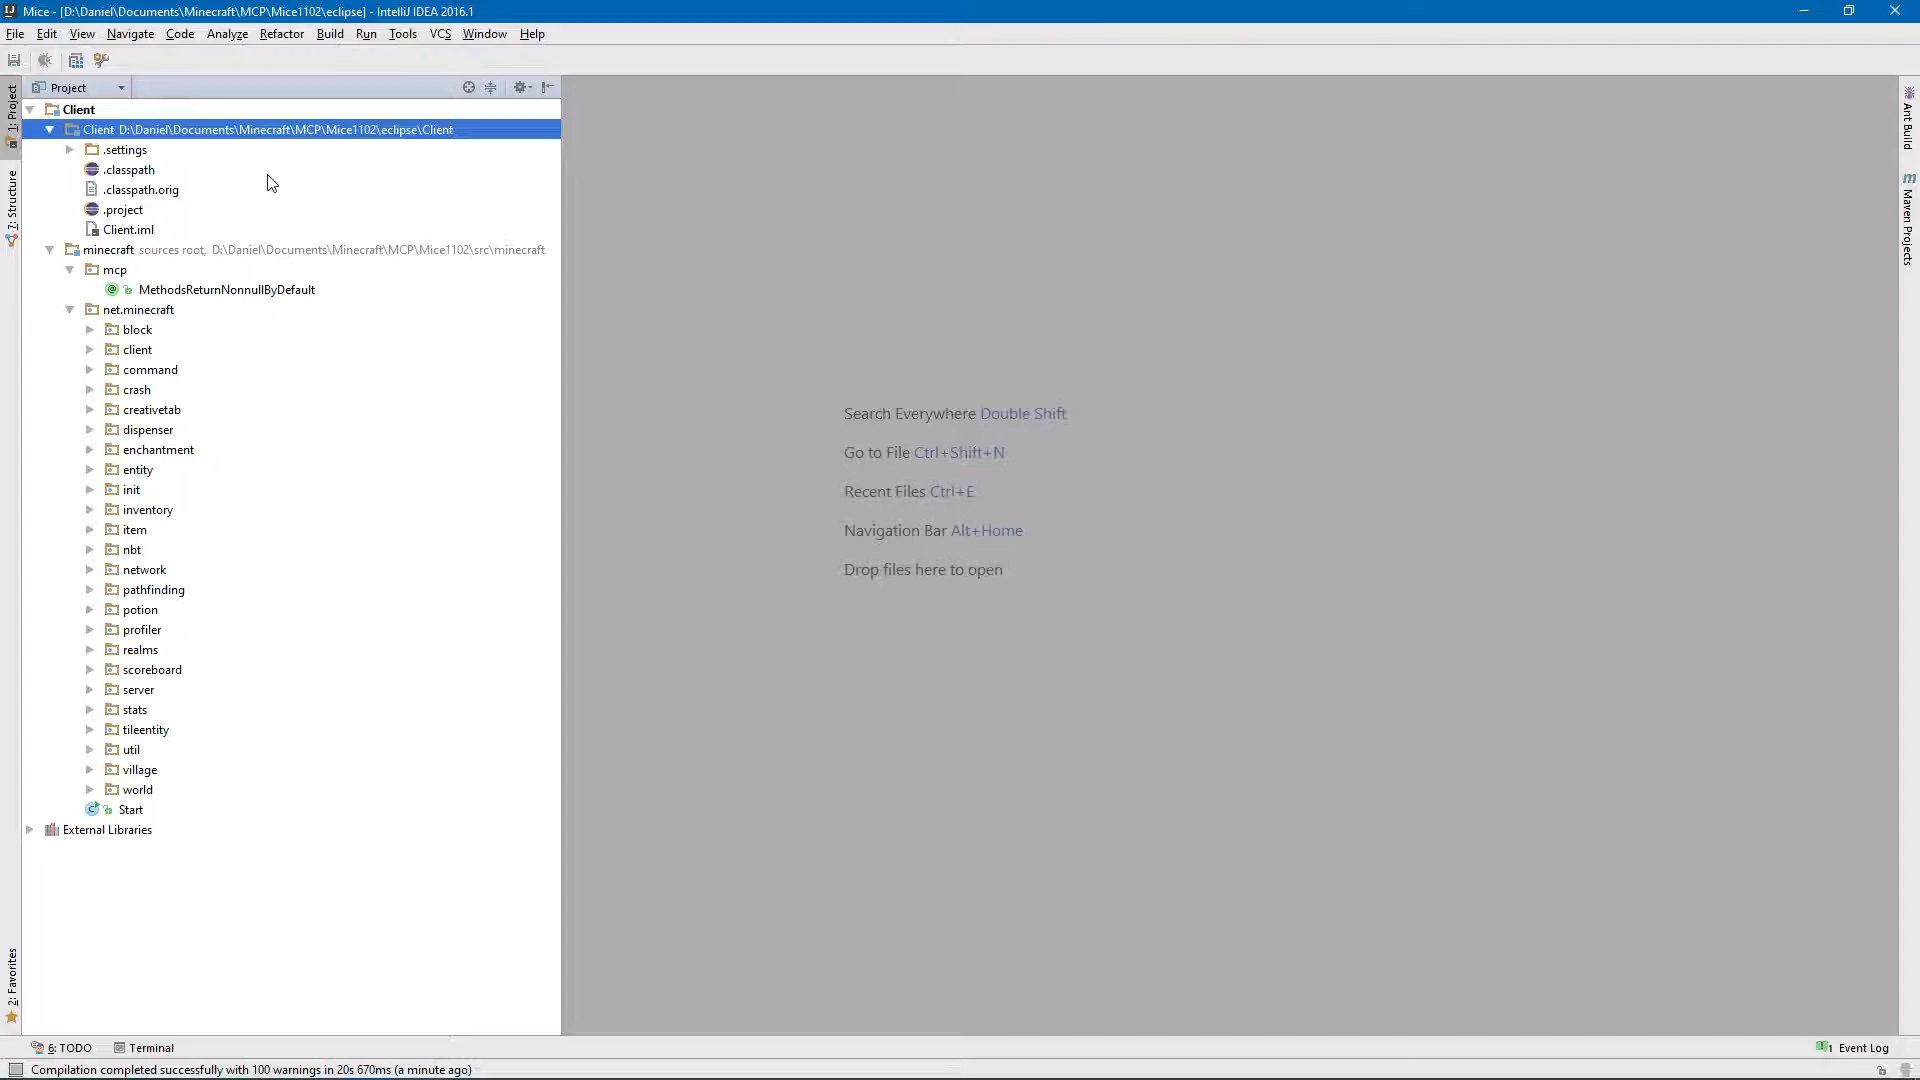 Mice - [D:\Daniel\Documents\Minecraft\MCP\Mice1102\eclipse] - IntelliJ IDEA 2016.1
File Edit View Navigate Code Analyze Refactor Build Run Tools VCS Window Help
Project
1: Project
7: Structure
2: Favorites
Client
Client D:\Daniel\Documents\Minecraft\MCP\Mice1102\eclipse\Client
.settings
.classpath
.classpath.orig
.project
Client.iml
minecraft sources root, D:\Daniel\Documents\Minecraft\MCP\Mice1102\src\minecraft
mcp
MethodsReturnNonnullByDefault
net.minecraft
block
client
command
crash
creativetab
dispenser
enchantment
entity
init
inventory
item
nbt
network
pathfinding
potion
profiler
realms
scoreboard
server
stats
tileentity
util
village
world
Start
External Libraries
Search Everywhere Double Shift
Go to File Ctrl+Shift+N
Recent Files Ctrl+E
Navigation Bar Alt+Home
Drop files here to open
Ant Build
Maven Projects
6: TODO Terminal
1 Event Log
Compilation completed successfully with 100 warnings in 20s 670ms (a minute ago)